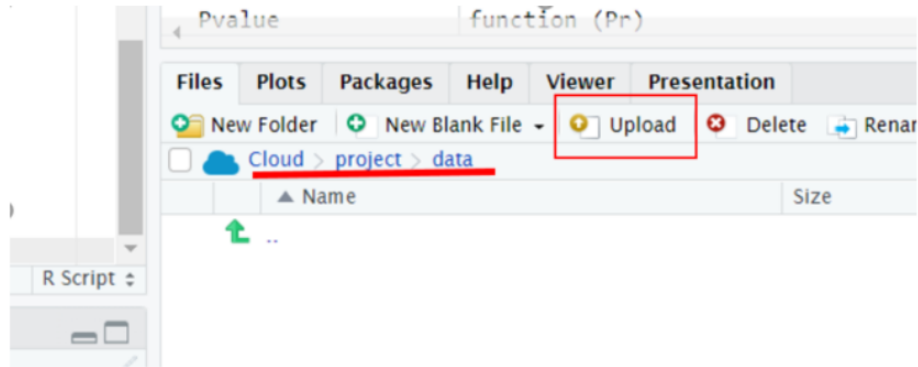 Pvalue function (Pr)
Files Plots Packages Help Viewer Presentation
New Folder New Blank File Upload Delete Renar
Cloud > project > data
Name Size
..
R Script